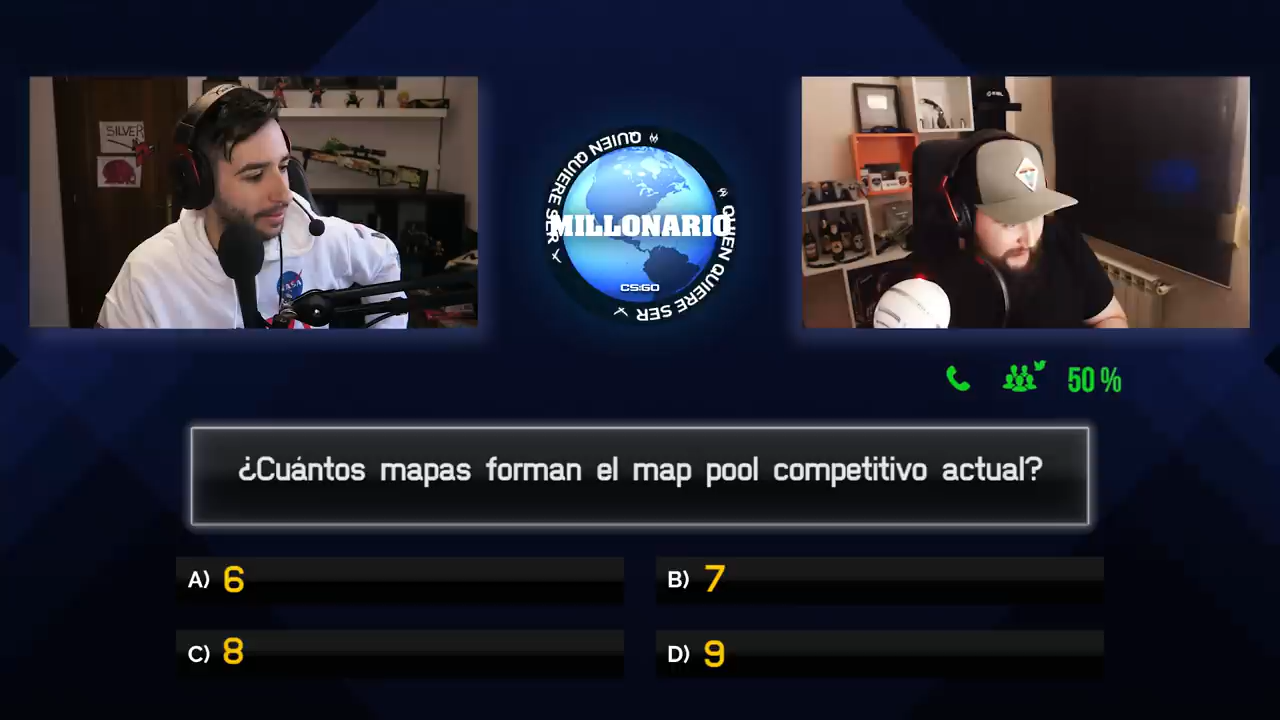 SILVER
QUIEN QUIERE SER
QUIEN QUIERE SER
MILLONARIO
CS:GO
NASA
50 %
¿Cuántos mapas forman el map pool competitivo actual?
A) 6
B) 7
C) 8
D) 9